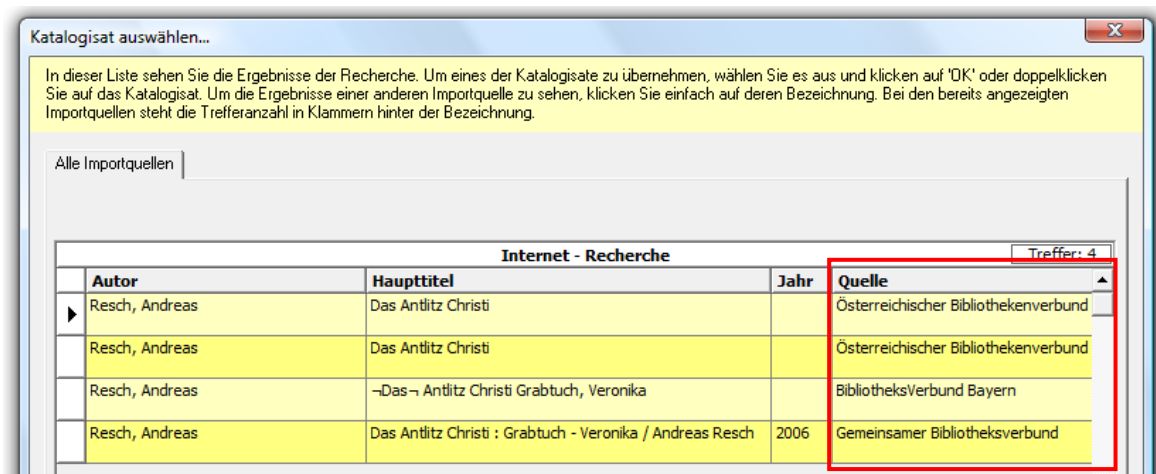 Katalogisat auswählen...
In dieser Liste sehen Sie die Ergebnisse der Recherche. Um eines der Katalogisate zu übernehmen, wählen Sie es aus und klicken auf 'OK' oder doppelklicken
Sie auf das Katalogisat. Um die Ergebnisse einer anderen Importquelle zu sehen, klicken Sie einfach auf deren Bezeichnung. Bei den bereits angezeigten
Importquellen steht die Trefferanzahl in Klammern hinter der Bezeichnung.
Alle Importquellen
Internet - Recherche Treffer: 4
Autor Haupttitel Jahr Quelle
Resch, Andreas Das Antlitz Christi Österreichischer Bibliothekenverbund
Resch, Andreas Das Antlitz Christi Österreichischer Bibliothekenverbund
Resch, Andreas ¬Das¬ Antlitz Christi Grabtuch, Veronika BibliotheksVerbund Bayern
Resch, Andreas Das Antlitz Christi : Grabtuch - Veronika / Andreas Resch 2006 Gemeinsamer Bibliotheksverbund